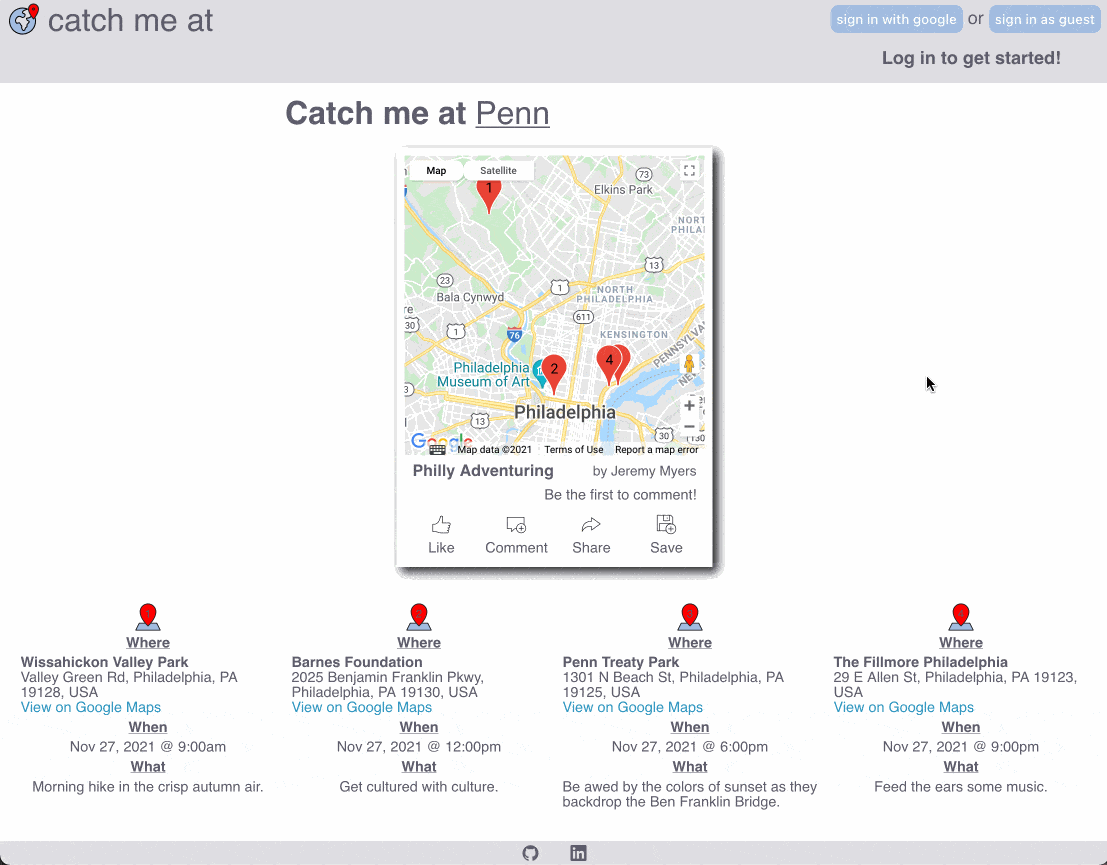 catch me at
sign in with google or sign in as guest
Log in to get started!
Catch me at Penn
Map Satellite
1
73
Elkins Park
NORT
PHILA
13
23
1
Bala Cynwyd
NORTH
PHILADELPHIA
611
30
1
76
KENSINGTON
PENNSYLVAN
NE
Philadelphia
Museum of Art
2
4
3
Philadelphia
13
30
130
Google
Map data ©2021 Terms of Use Report a map error
Philly Adventuring by Jeremy Myers
Be the first to comment!
Like Comment Share Save
Where
Wissahickon Valley Park
Valley Green Rd, Philadelphia, PA
19128, USA
View on Google Maps
When
Nov 27, 2021 @ 9:00am
What
Morning hike in the crisp autumn air.
Where
Barnes Foundation
2025 Benjamin Franklin Pkwy,
Philadelphia, PA 19130, USA
View on Google Maps
When
Nov 27, 2021 @ 12:00pm
What
Get cultured with culture.
Where
Penn Treaty Park
1301 N Beach St, Philadelphia, PA
19125, USA
View on Google Maps
When
Nov 27, 2021 @ 6:00pm
What
Be awed by the colors of sunset as they
backdrop the Ben Franklin Bridge.
Where
The Fillmore Philadelphia
29 E Allen St, Philadelphia, PA 19123,
USA
View on Google Maps
When
Nov 27, 2021 @ 9:00pm
What
Feed the ears some music.
in